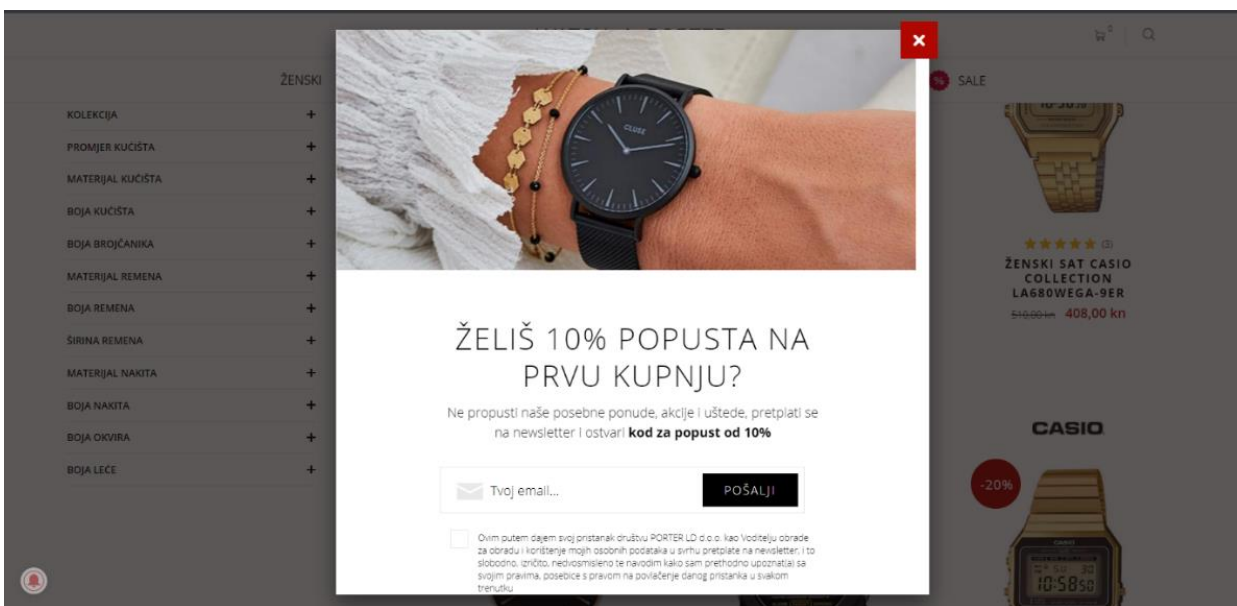 ŽENSKI
SALE
KOLEKCIJA
PROMJER KUĆIŠTA
MATERIJAL KUĆIŠTA
BOJA KUĆIŠTA
BOJA BROJČANIKA
MATERIJAL REMENA
BOJA REMENA
ŠIRINA REMENA
MATERIJAL NAKITA
BOJA NAKITA
BOJA OKVIRA
BOJA LEĆE
CLUSE
ŽELIŠ 10% POPUSTA NA
PRVU KUPNJU?
Ne propusti naše posebne ponude, akcije i uštede, pretplati se
na newsletter i ostvari kod za popust od 10%
Tvoj email...
POŠALJI
Ovim putem dajem svoj pristanak društvu PORTER LD d.o.o. kao Voditelju obrade
za obradu i korištenje mojih osobnih podataka u svrhu pretplate na newsletter, i to
slobodno, izričito, nedvosmisleno te navodim kako sam prethodno upoznat(a) sa
svojim pravima, posebice s pravom na povlačenje danog pristanka u svakom
trenutku
ŽENSKI SAT CASIO
COLLECTION
LA680WEGA-9ER
510,00 kn 408,00 kn
CASIO
-20%
CASIO
10:58 50